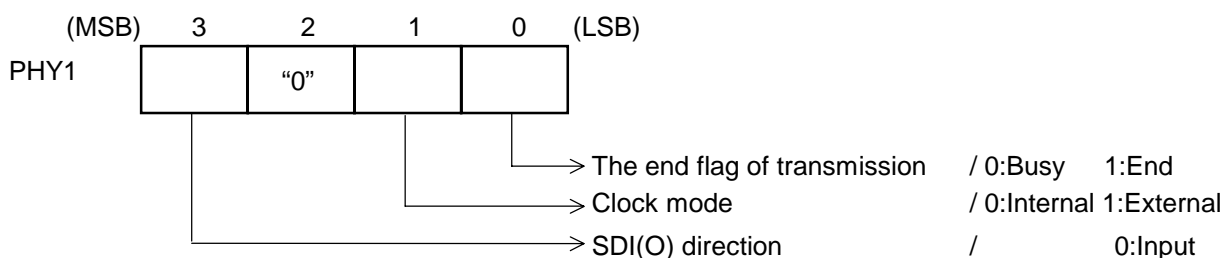 (MSB) 3 2 1 0 (LSB)
PHY1 “0”
The end flag of transmission / 0:Busy 1:End
Clock mode / 0:Internal 1:External
SDI(O) direction / 0:Input